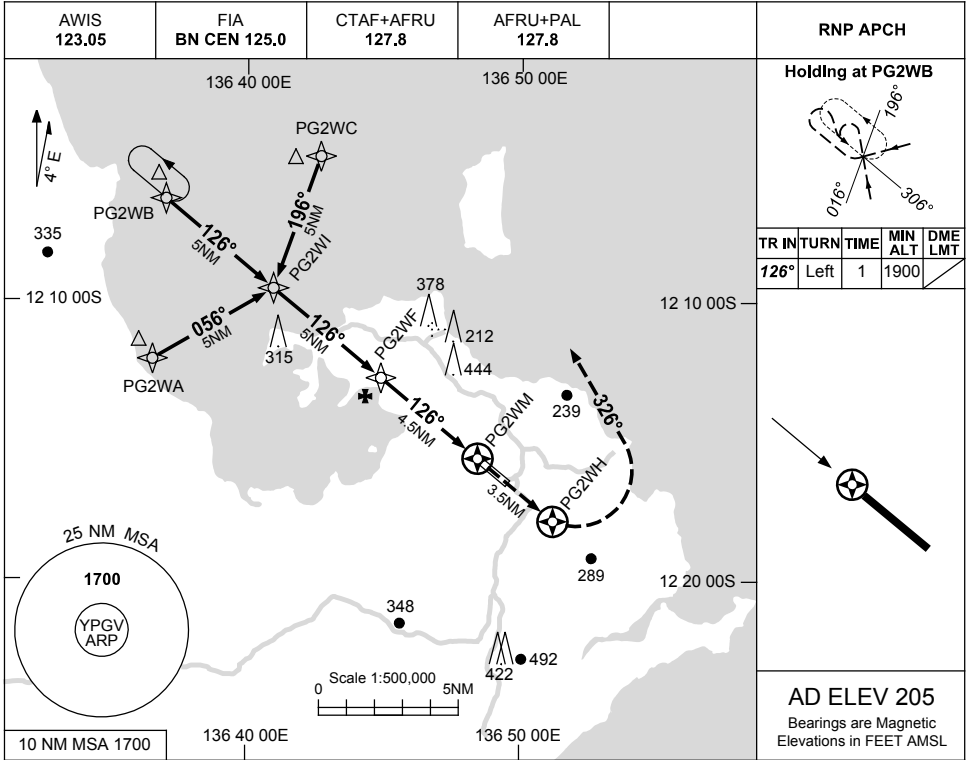 AWIS
123.05
FIA
BN CEN 125.0
CTAF+AFRU
127.8
AFRU+PAL
127.8
RNP APCH
136 40 00E
136 50 00E
4° E
PG2WC
PG2WB
335
126°
5NM
196°
5NM
PG2WI
12 10 00S
12 10 00S
056°
5NM
PG2WA
315
126°
5NM
PG2WF
378
212
444
126°
4.5NM
PG2WM
239
326°
3.5NM
PG2WH
289
12 20 00S
25 NM MSA
1700
YPGV
ARP
348
422
492
Scale 1:500,000
0
5NM
10 NM MSA 1700
136 40 00E
136 50 00E
Holding at PG2WB
196°
016°
306°
TR IN TURN TIME MIN ALT DME LMT
126° Left 1 1900
AD ELEV 205
Bearings are Magnetic
Elevations in FEET AMSL